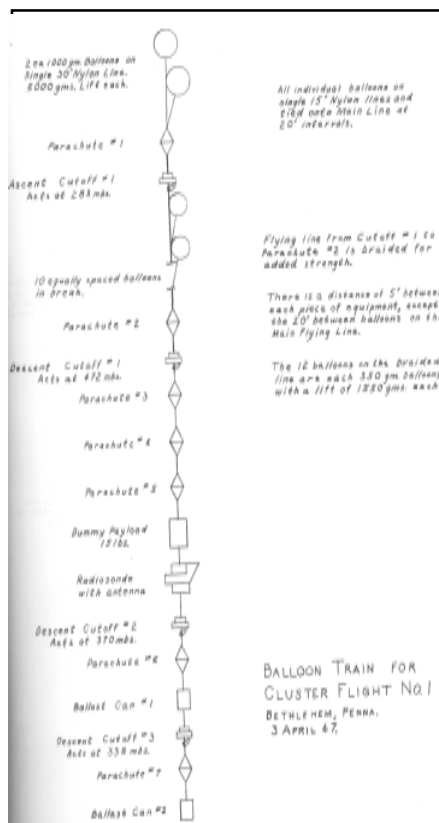 2 ea 1000 gm. Balloons on
Single 30' Nylon Line.
5000 gms. Lift each.
All individual balloons on
single 15' Nylon lines and
tied onto Main Line at
20' intervals.
Parachute #1
Ascent Cutoff #1
Acts at 283 mbs.
Flying line from Cutoff #1 to
Parachute #2 is braided for
added strength.
10 equally spaced balloons
in break.
There is a distance of 5' between
each piece of equipment, except
the 20' between balloons on the
Main Flying Line.
Parachute #2
Descent Cutoff #1
Acts at 472 mbs.
The 12 balloons on the braided
line are each 350 gm balloons
with a lift of gms. each
Parachute #3
Parachute #4
Parachute #5
Dummy Payload
15 lbs.
Radiosonde
with antenna
Descent Cutoff #2
Acts at 370 mbs.
Parachute #6
BALLOON TRAIN FOR
CLUSTER FLIGHT NO. 1
BETHLEHEM, PENNA.
3 APRIL 47.
Ballast Can #1
Descent Cutoff #3
Acts at 338 mbs.
Parachute #7
Ballast Can #2